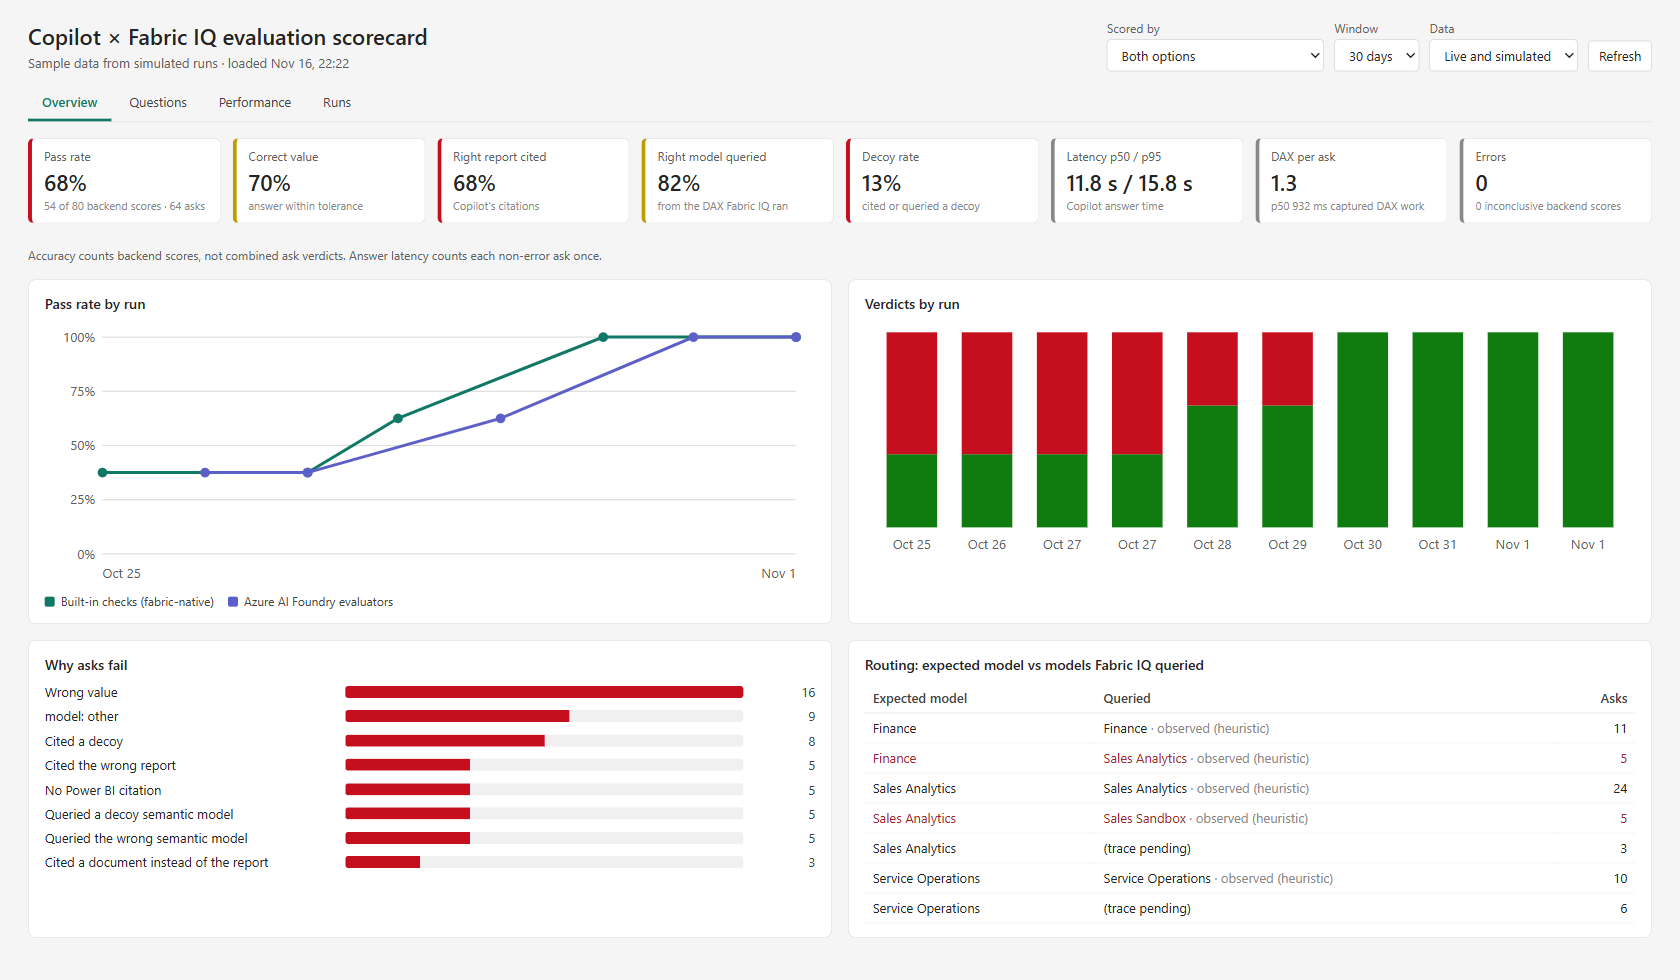 Copilot × Fabric IQ evaluation scorecard
Sample data from simulated runs · loaded Nov 16, 22:22
Scored by
Both options
Window
30 days
Data
Live and simulated
Refresh
Overview
Questions
Performance
Runs
Pass rate
68%
54 of 80 backend scores · 64 asks
Correct value
70%
answer within tolerance
Right report cited
68%
Copilot's citations
Right model queried
82%
from the DAX Fabric IQ ran
Decoy rate
13%
cited or queried a decoy
Latency p50 / p95
11.8 s / 15.8 s
Copilot answer time
DAX per ask
1.3
p50 932 ms captured DAX work
Errors
0
0 inconclusive backend scores
Accuracy counts backend scores, not combined ask verdicts. Answer latency counts each non-error ask once.
Pass rate by run
100%
75%
50%
25%
0%
Oct 25
Nov 1
Built-in checks (fabric-native)
Azure AI Foundry evaluators
Verdicts by run
Oct 25
Oct 26
Oct 27
Oct 27
Oct 28
Oct 29
Oct 30
Oct 31
Nov 1
Nov 1
Why asks fail
Wrong value 16
model: other 9
Cited a decoy 8
Cited the wrong report 5
No Power BI citation 5
Queried a decoy semantic model 5
Queried the wrong semantic model 5
Cited a document instead of the report 3
Routing: expected model vs models Fabric IQ queried
Expected model Queried Asks
Finance Finance · observed (heuristic) 11
Finance Sales Analytics · observed (heuristic) 5
Sales Analytics Sales Analytics · observed (heuristic) 24
Sales Analytics Sales Sandbox · observed (heuristic) 5
Sales Analytics (trace pending) 3
Service Operations Service Operations · observed (heuristic) 10
Service Operations (trace pending) 6